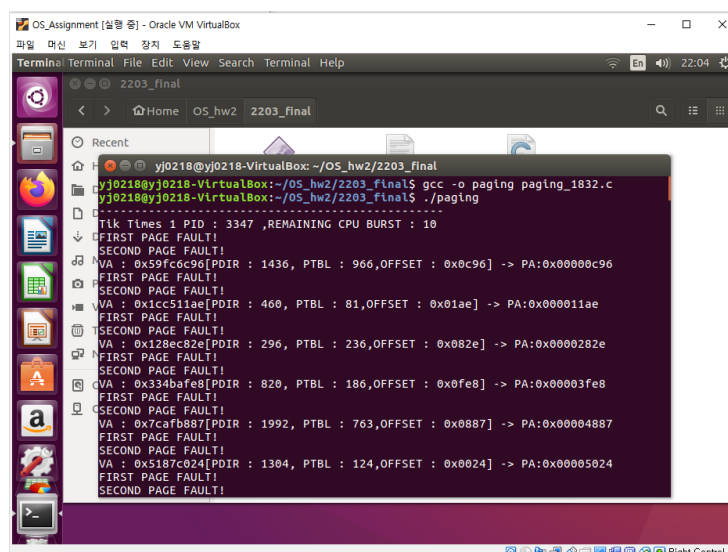 OS_Assignment [실행 중] - Oracle VM VirtualBox
파일 머신 보기 입력 장치 도움말
Terminal Terminal File Edit View Search Terminal Help En 22:04
2203_final
Home OS_hw2 2203_final
Recent
yj0218@yj0218-VirtualBox: ~/OS_hw2/2203_final
yj0218@yj0218-VirtualBox:~/OS_hw2/2203_final$ gcc -o paging paging_1832.c
yj0218@yj0218-VirtualBox:~/OS_hw2/2203_final$ ./paging
-------------------------------------------------
Tik Times 1 PID : 3347 ,REMAINING CPU BURST : 10
FIRST PAGE FAULT!
SECOND PAGE FAULT!
VA : 0x59fc6c96[PDIR : 1436, PTBL : 966,OFFSET : 0x0c96] -> PA:0x00000c96
FIRST PAGE FAULT!
SECOND PAGE FAULT!
VA : 0x1cc511ae[PDIR : 460, PTBL : 81,OFFSET : 0x01ae] -> PA:0x000011ae
FIRST PAGE FAULT!
SECOND PAGE FAULT!
VA : 0x128ec82e[PDIR : 296, PTBL : 236,OFFSET : 0x082e] -> PA:0x0000282e
FIRST PAGE FAULT!
SECOND PAGE FAULT!
VA : 0x334bafe8[PDIR : 820, PTBL : 186,OFFSET : 0x0fe8] -> PA:0x00003fe8
FIRST PAGE FAULT!
SECOND PAGE FAULT!
VA : 0x7cafb887[PDIR : 1992, PTBL : 763,OFFSET : 0x0887] -> PA:0x00004887
FIRST PAGE FAULT!
SECOND PAGE FAULT!
VA : 0x5187c024[PDIR : 1304, PTBL : 124,OFFSET : 0x0024] -> PA:0x00005024
FIRST PAGE FAULT!
SECOND PAGE FAULT!
Right Control